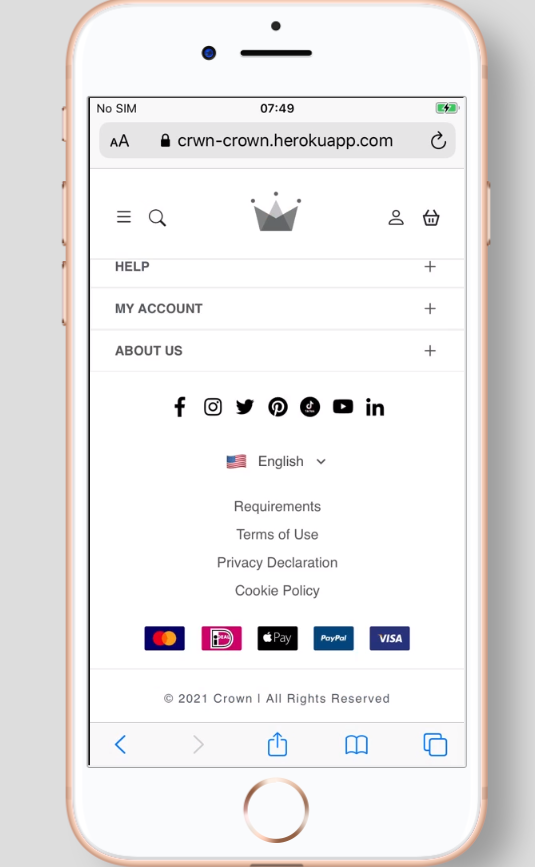 No SIM 07:49
AA crwn-crown.herokuapp.com
HELP
MY ACCOUNT
ABOUT US
English
Requirements
Terms of Use
Privacy Declaration
Cookie Policy
iDEAL Pay PayPal VISA
© 2021 Crown | All Rights Reserved